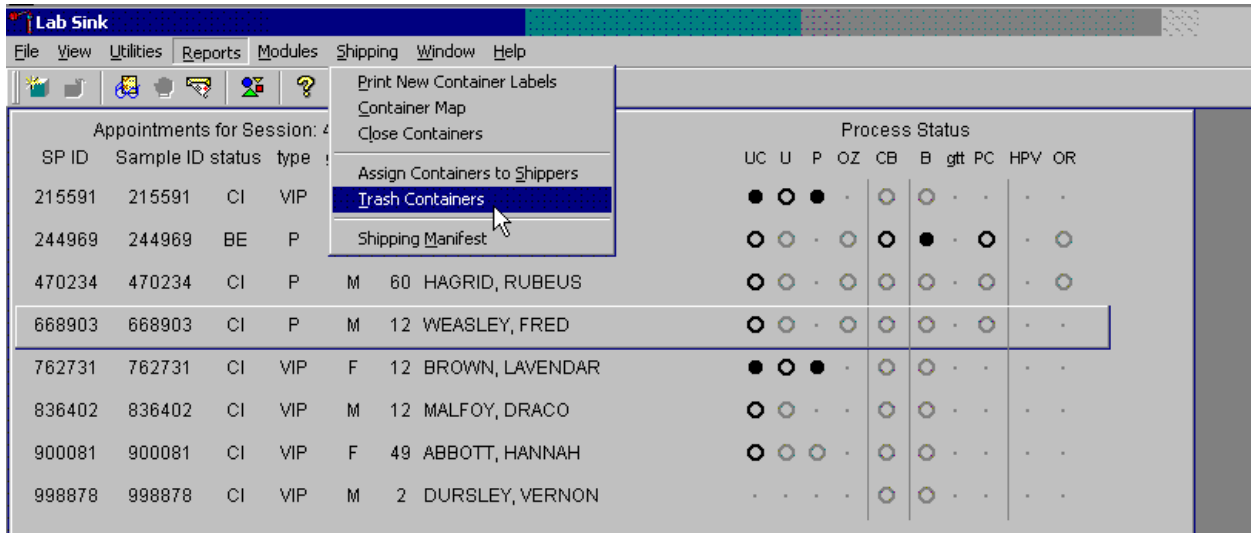 Lab Sink
File View Utilities Reports Modules Shipping Window Help
Print New Container Labels
Container Map
Close Containers
Assign Containers to Shippers
Trash Containers
Shipping Manifest
Appointments for Session: 4 Process Status
SP ID Sample ID status type UC U P OZ CB B gtt PC HPV OR
215591 215591 CI VIP
244969 244969 BE P
470234 470234 CI P M 60 HAGRID, RUBEUS
668903 668903 CI P M 12 WEASLEY, FRED
762731 762731 CI VIP F 12 BROWN, LAVENDAR
836402 836402 CI VIP M 12 MALFOY, DRACO
900081 900081 CI VIP F 49 ABBOTT, HANNAH
998878 998878 CI VIP M 2 DURSLEY, VERNON